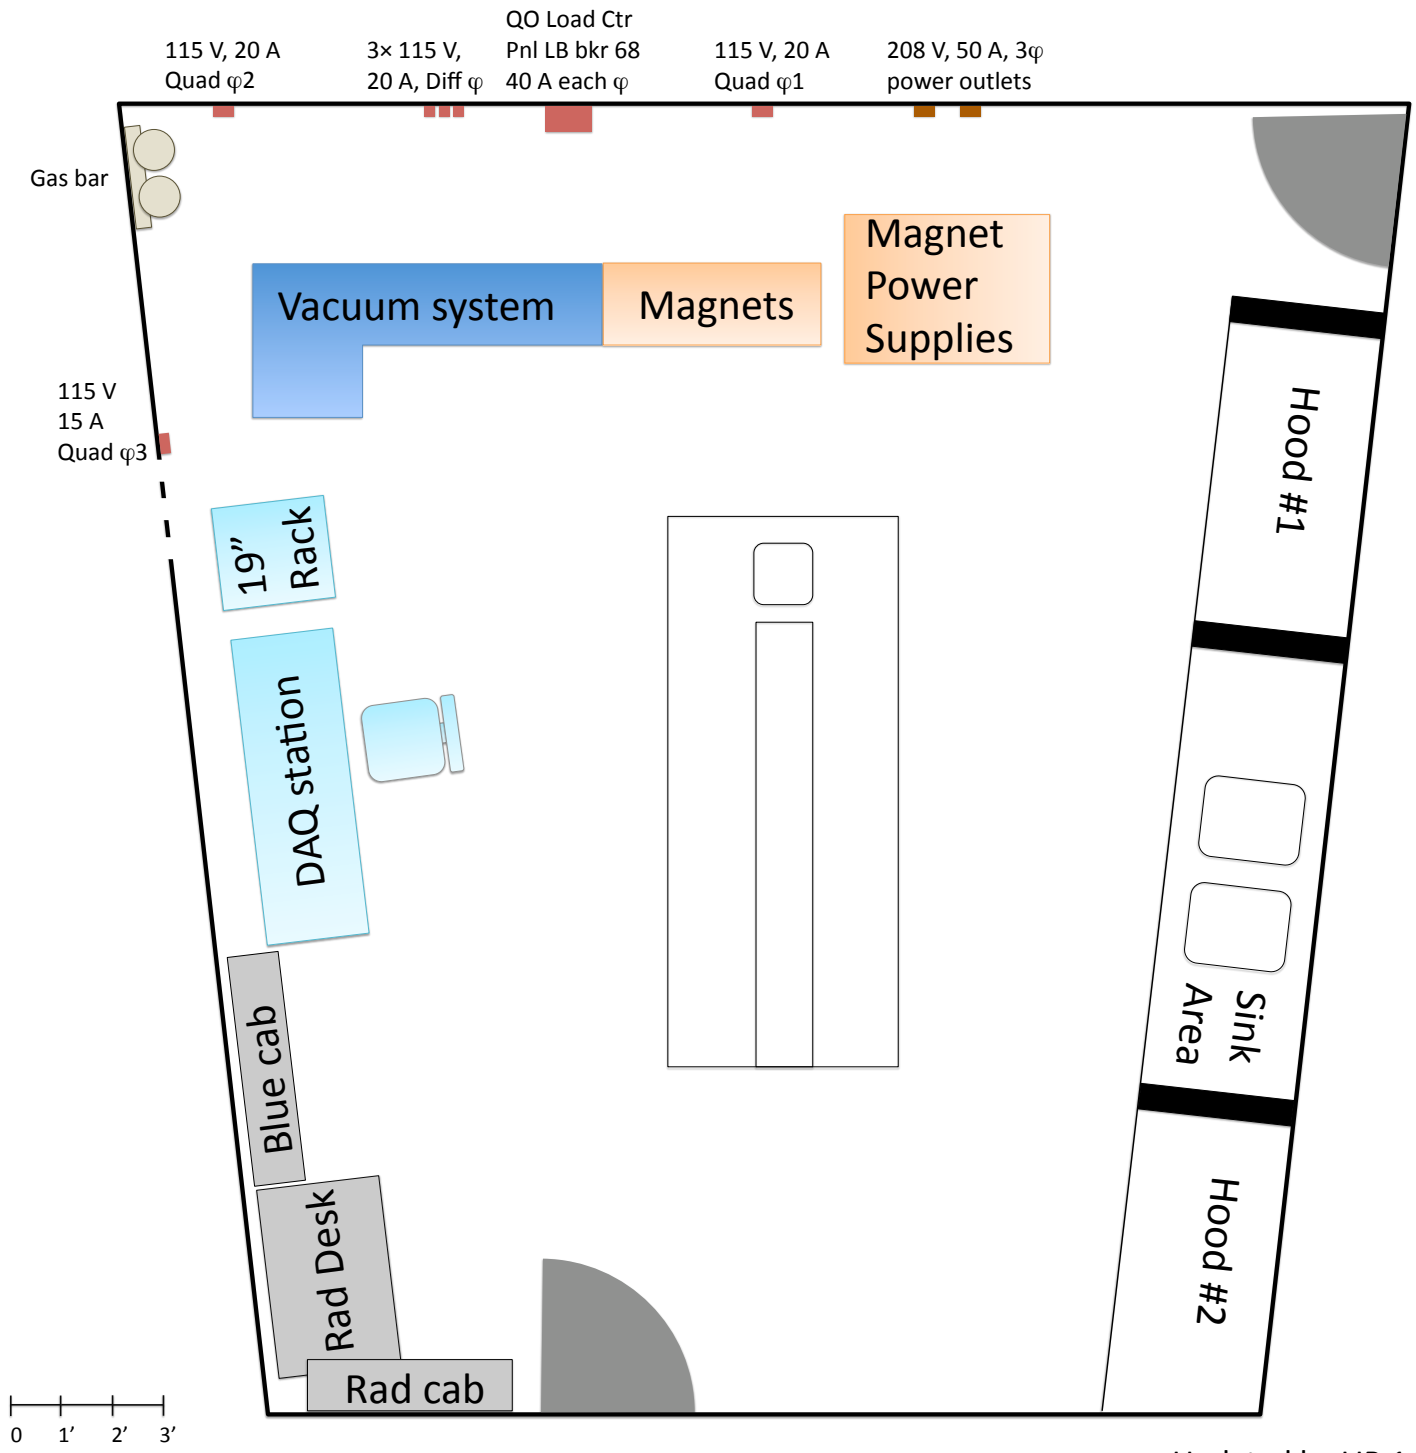 QO Load Ctr
115 V, 20 A
3× 115 V,
Pnl LB bkr 68
115 V, 20 A
208 V, 50 A, 3φ
Quad φ2
20 A, Diff φ
40 A each φ
Quad φ1
power outlets
Gas bar
Magnet
Power
Supplies
Vacuum system
Magnets
115 V
15 A
Quad φ3
Hood #1
19”
Rack
DAQ station
Sink
Area
Blue cab
Rad Desk
Hood #2
Rad cab
0 1’ 2’ 3’